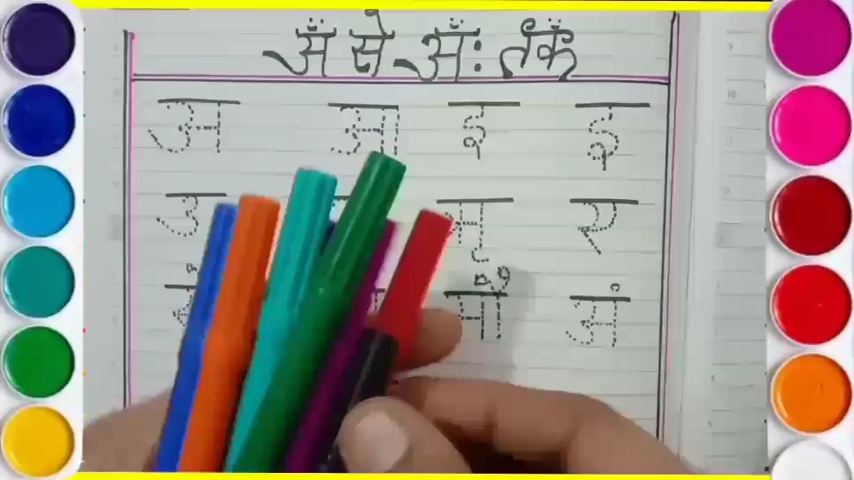 अ से अ: तक
अ आ इ ई
उ ए
औ अं